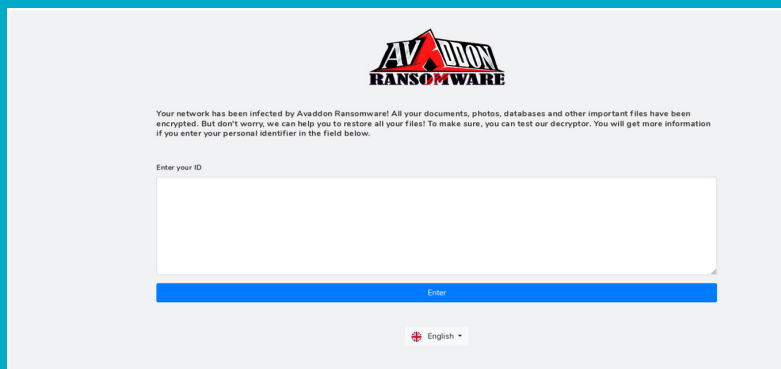 AVADDON
RANSOMWARE
Your network has been infected by Avaddon Ransomware! All your documents, photos, databases and other important files have been
encrypted. But don't worry, we can help you to restore all your files! To make sure, you can test our decryptor. You will get more information
if you enter your personal identifier in the field below.
Enter your ID
Enter
English